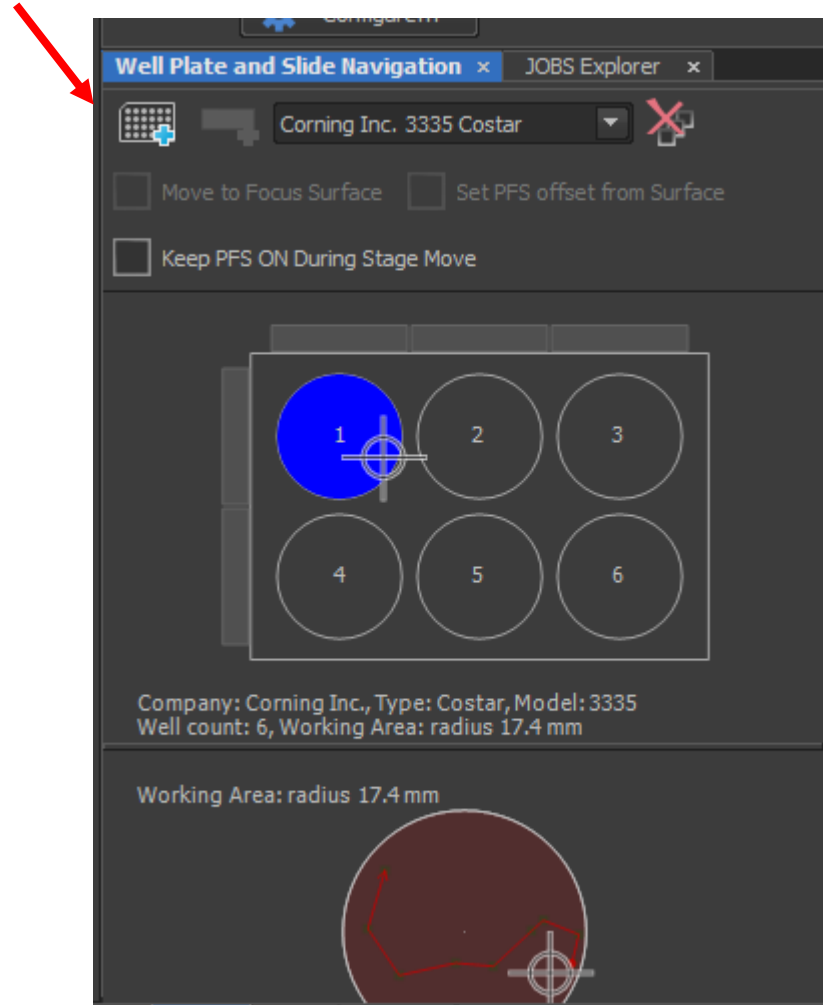 Well Plate and Slide Navigation × JOBS Explorer ×
Corning Inc. 3335 Costar
Move to Focus Surface Set PFS offset from Surface
Keep PFS ON During Stage Move
1 2 3
4 5 6
Company: Corning Inc., Type: Costar, Model: 3335
Well count: 6, Working Area: radius 17.4 mm
Working Area: radius 17.4 mm